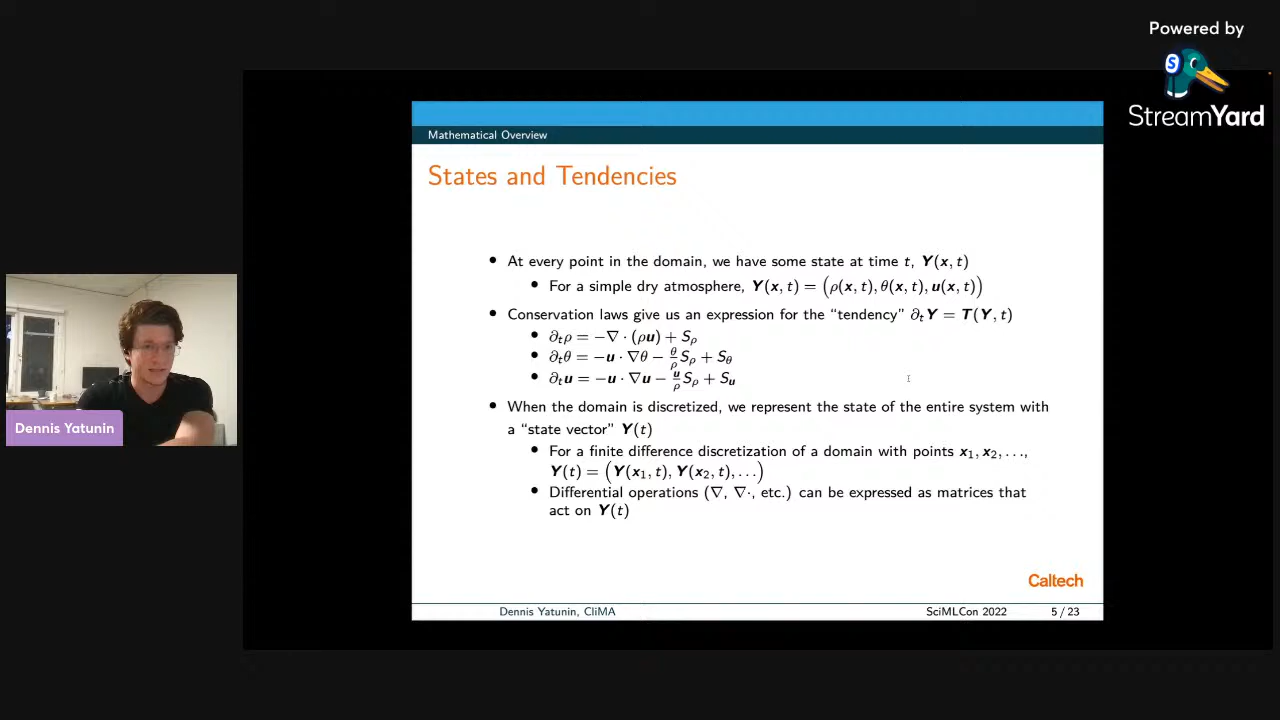 Powered by
S
StreamYard
Mathematical Overview
States and Tendencies
• At every point in the domain, we have some state at time t, Y(x, t)
• For a simple dry atmosphere, Y(x, t) = (ρ(x, t), θ(x, t), u(x, t))
• Conservation laws give us an expression for the “tendency” ∂ₜY = T(Y, t)
• ∂ₜρ = −∇ · (ρu) + S_ρ
• ∂ₜθ = −u · ∇θ − θ/ρ S_ρ + S_θ
• ∂ₜu = −u · ∇u − u/ρ S_ρ + S_u
• When the domain is discretized, we represent the state of the entire system with
a “state vector” Y(t)
• For a finite difference discretization of a domain with points x₁, x₂, . . .,
Y(t) = (Y(x₁, t), Y(x₂, t), . . .)
• Differential operations (∇, ∇·, etc.) can be expressed as matrices that
act on Y(t)
Dennis Yatunin
Caltech
Dennis Yatunin, CliMA SciMLCon 2022 5 / 23